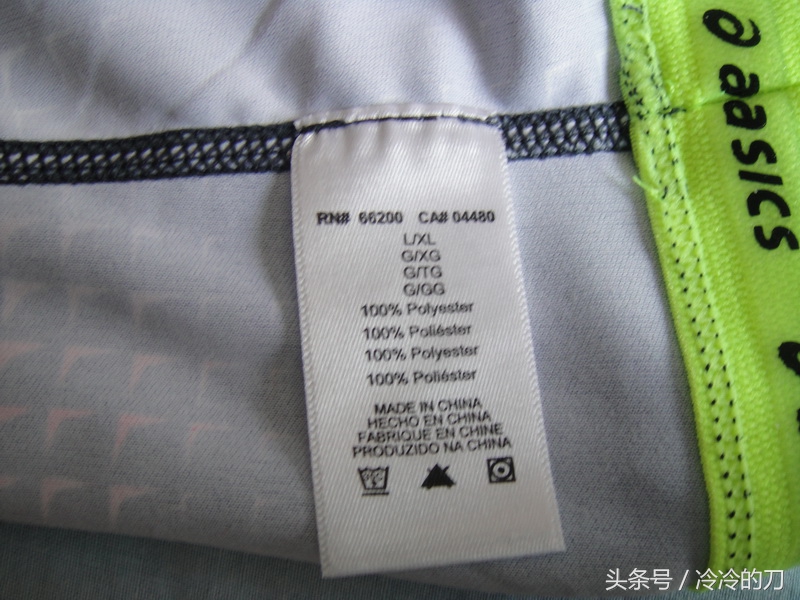 aasics
RN# 66200 CA# 04480
L/XL
G/XG
G/TG
G/GG
100% Polyester
100% Poliéster
100% Polyester
100% Poliéster
MADE IN CHINA
HECHO EN CHINA
FABRIQUE EN CHINE
PRODUZIDO NA CHINA
头条号 / 冷冷的刀